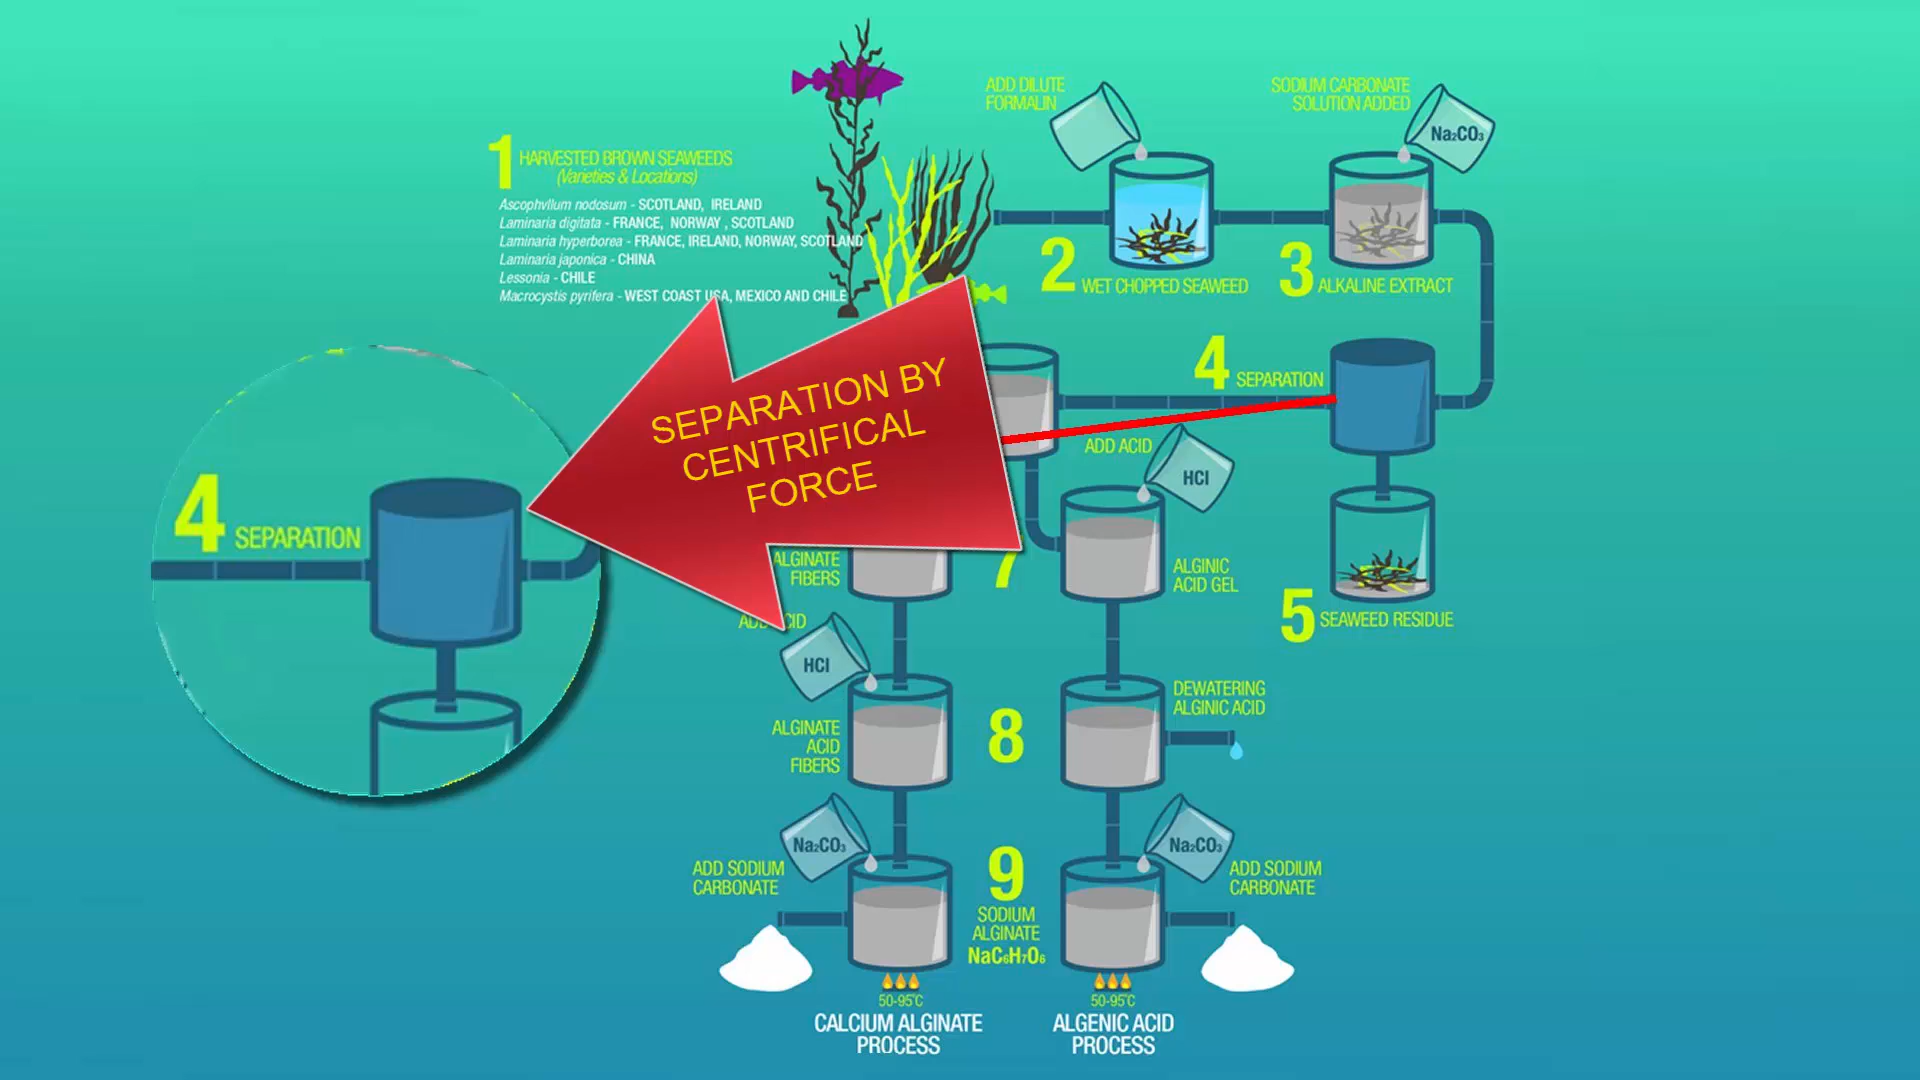 1 HARVESTED BROWN SEAWEEDS
(Varieties & Locations)
Ascophvllum nodosum - SCOTLAND, IRELAND
Laminaria digitata - FRANCE, NORWAY , SCOTLAND
Laminaria hyperborea - FRANCE, IRELAND, NORWAY, SCOTLAND
Laminaria japonica - CHINA
Lessonia - CHILE
Macrocystis pyrifera - WEST COAST USA, MEXICO AND CHILE
ADD DILUTE
FORMALIN
2 WET CHOPPED SEAWEED
SODIUM CARBONATE
SOLUTION ADDED
Na₂CO₃
3 ALKALINE EXTRACT
4 SEPARATION
5 SEAWEED RESIDUE
4 SEPARATION
SEPARATION BY
CENTRIFICAL
FORCE
ADD ACID
HCl
7
ALGINIC
ACID GEL
ALGINATE
FIBERS
ADD ACID
HCl
ALGINATE
ACID
FIBERS
8
DEWATERING
ALGINIC ACID
Na₂CO₃
ADD SODIUM
CARBONATE
9
SODIUM
ALGINATE
NaC₆H₇O₆
Na₂CO₃
ADD SODIUM
CARBONATE
50-95°C
CALCIUM ALGINATE
PROCESS
50-95°C
ALGENIC ACID
PROCESS